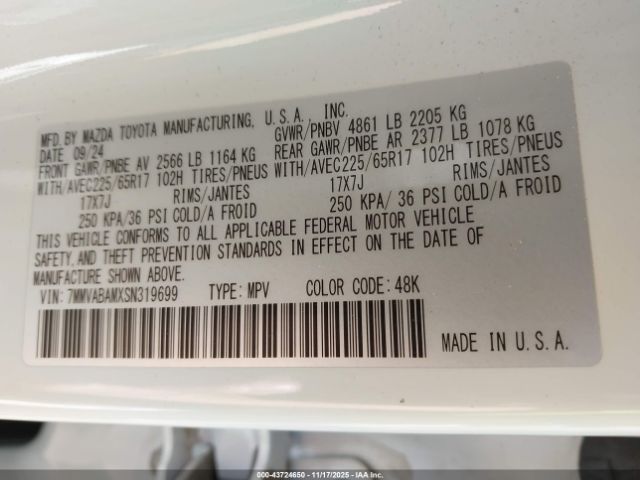 MFD BY MAZDA TOYOTA MANUFACTURING, U.S.A. INC.
DATE 09/24 GVWR/PNBV 4861 LB 2205 KG
FRONT GAWR/PNBE AV 2566 LB 1164 KG REAR GAWR/PNBE AR 2377 LB 1078 KG
WITH/AVEC225/65R17 102H TIRES/PNEUS WITH/AVEC225/65R17 102H TIRES/PNEUS
17X7J RIMS/JANTES 17X7J RIMS/JANTES
250 KPA/36 PSI COLD/A FROID 250 KPA/36 PSI COLD/A FROID
THIS VEHICLE CONFORMS TO ALL APPLICABLE FEDERAL MOTOR VEHICLE
SAFETY, AND THEFT PREVENTION STANDARDS IN EFFECT ON THE DATE OF
MANUFACTURE SHOWN ABOVE.
VIN: 7MMVABAMXSN319699 TYPE: MPV COLOR CODE: 48K
MADE IN U.S.A.
000-43724650 | 11/17/2025 | IAA Inc.